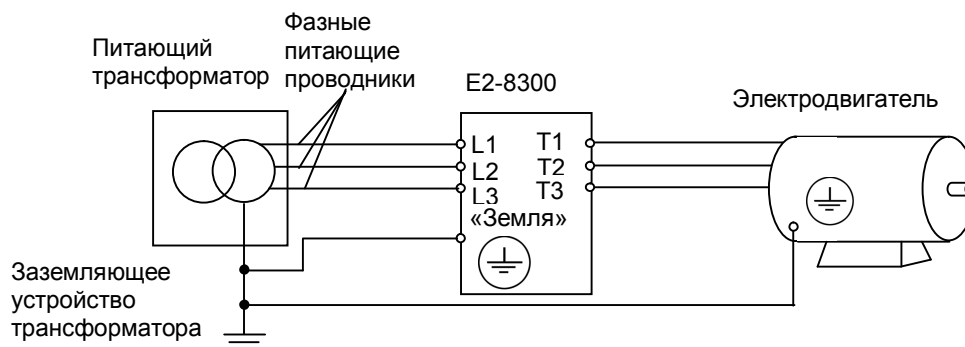 Питающий
трансформатор
Фазные
питающие
проводники
E2-8300
Электродвигатель
L1
L2
L3
T1
T2
T3
«Земля»
Заземляющее
устройство
трансформатора